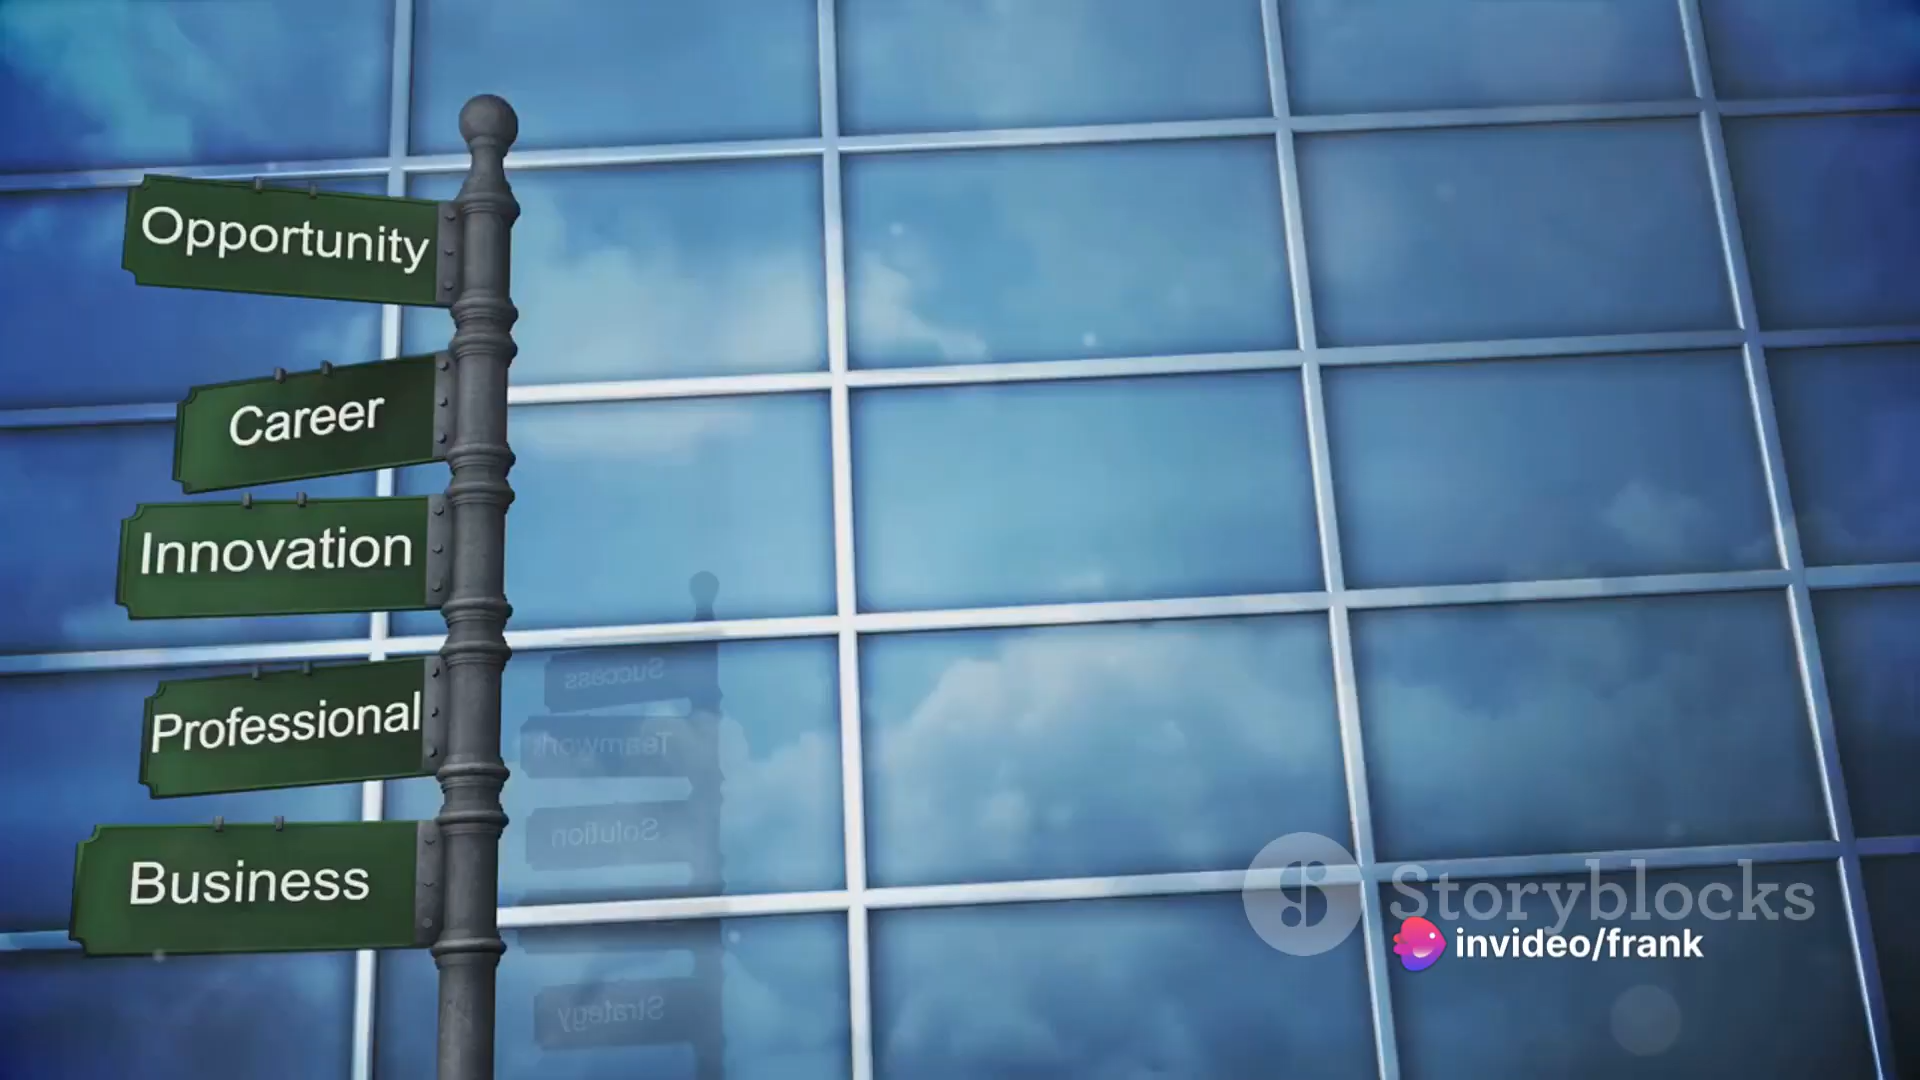 Opportunity
Career
Innovation
Professional
Business
Success
Teamwork
Solution
Strategy
Storyblocks
invideo/frank